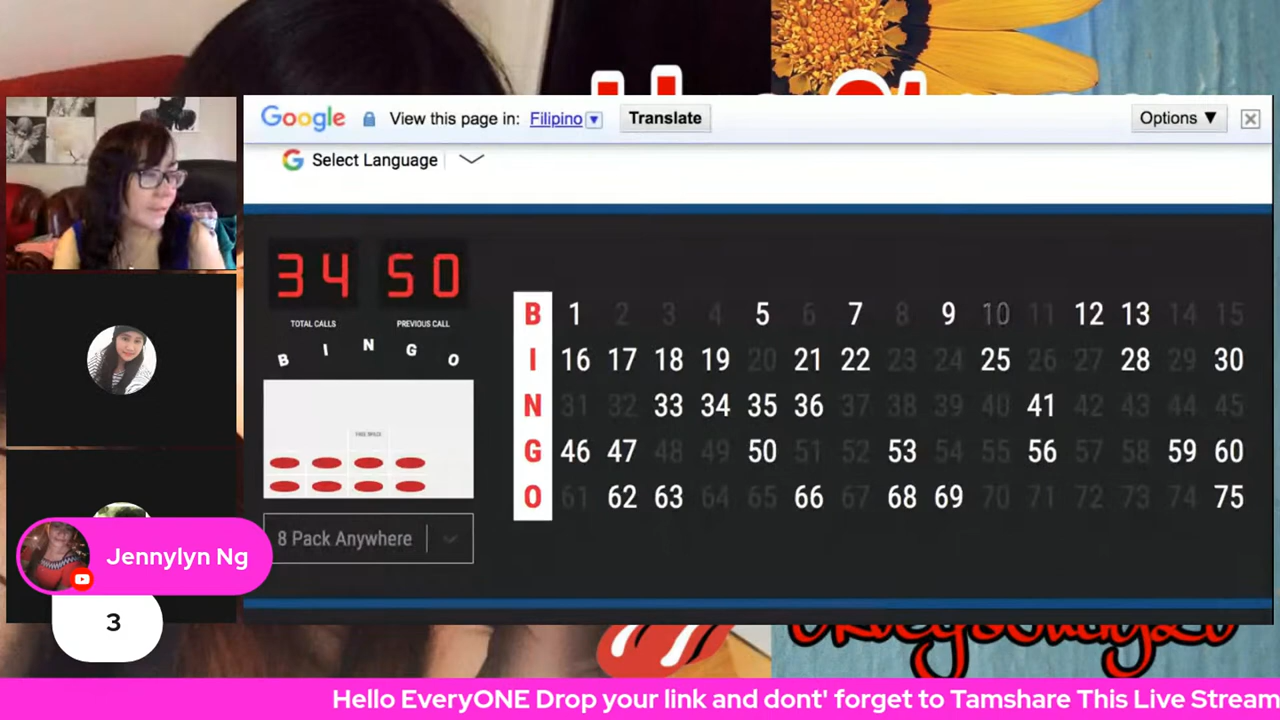 Google View this page in: Filipino ▼ Translate Options ▼
G Select Language
34 50
TOTAL CALLS PREVIOUS CALL
B I N G O
FREE SPACE
8 Pack Anywhere
B 1 2 3 4 5 6 7 8 9 10 11 12 13 14 15
I 16 17 18 19 20 21 22 23 24 25 26 27 28 29 30
N 31 32 33 34 35 36 37 38 39 40 41 42 43 44 45
G 46 47 48 49 50 51 52 53 54 55 56 57 58 59 60
O 61 62 63 64 65 66 67 68 69 70 71 72 73 74 75
Jennylyn Ng
3
Hello EveryONE Drop your link and dont' forget to Tamshare This Live Stream